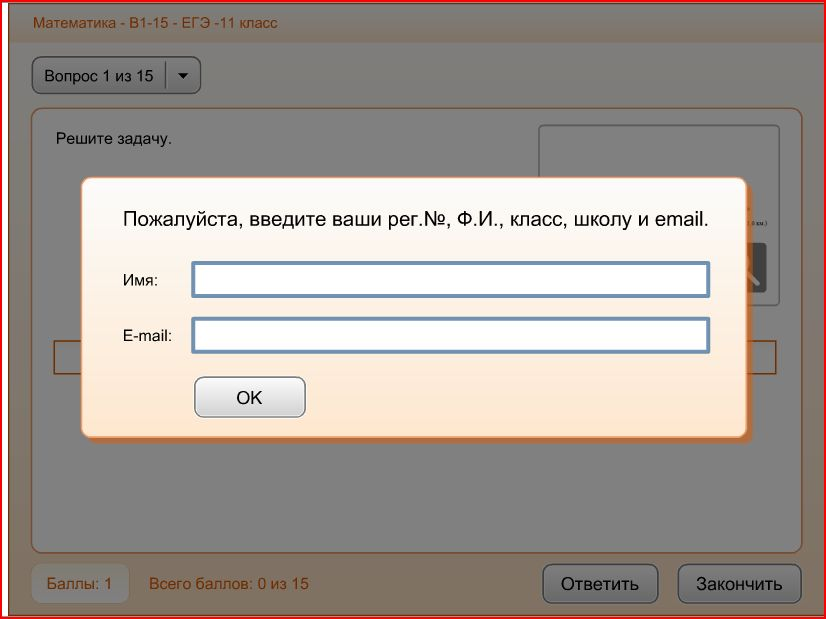 Математика - В1-15 - ЕГЭ -11 класс
Вопрос 1 из 15
Решите задачу.
Пожалуйста, введите ваши рег.№, Ф.И., класс, школу и email.
Имя:
E-mail:
OK
Баллы: 1
Всего баллов: 0 из 15
Ответить
Закончить